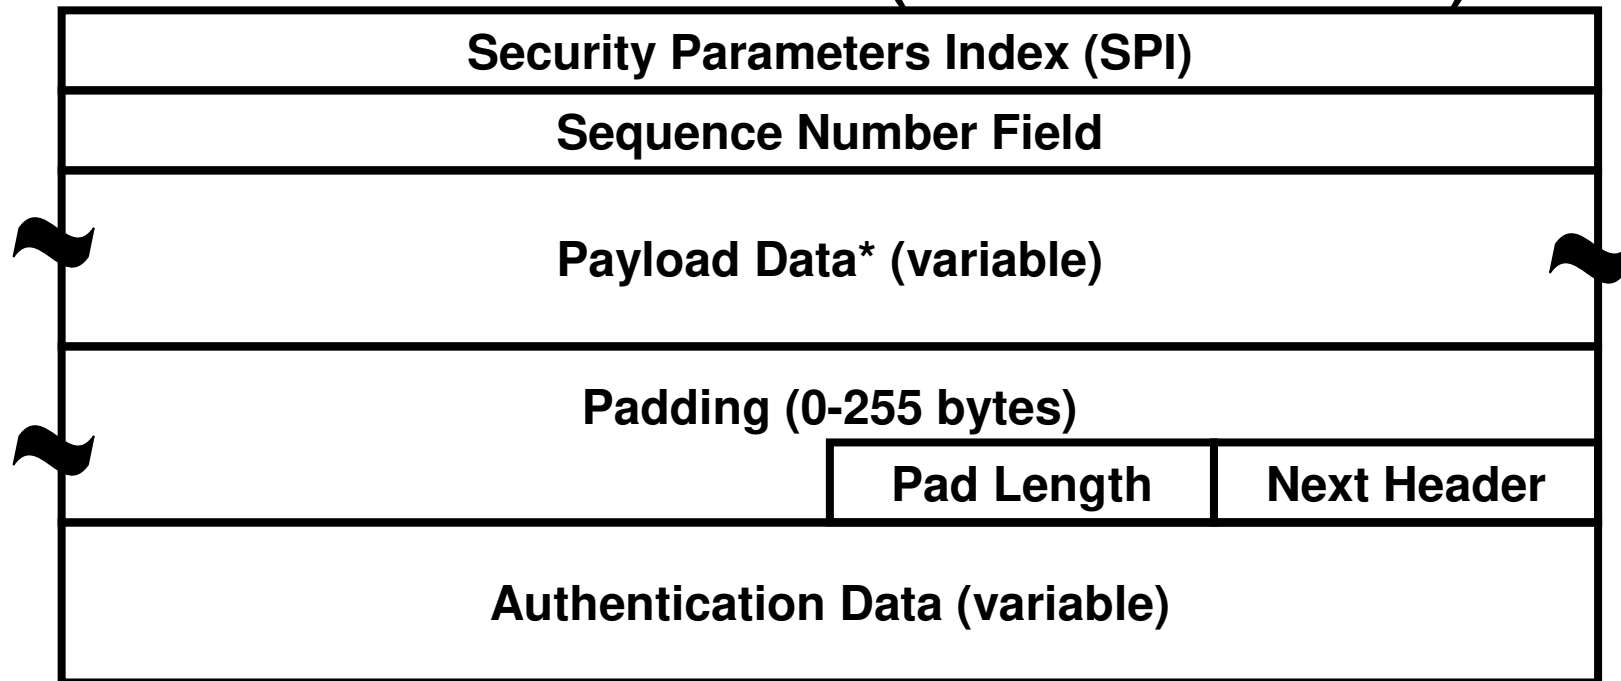 Security Parameters Index (SPI)
Sequence Number Field
Payload Data* (variable)
Padding (0-255 bytes)
Pad Length Next Header
Authentication Data (variable)